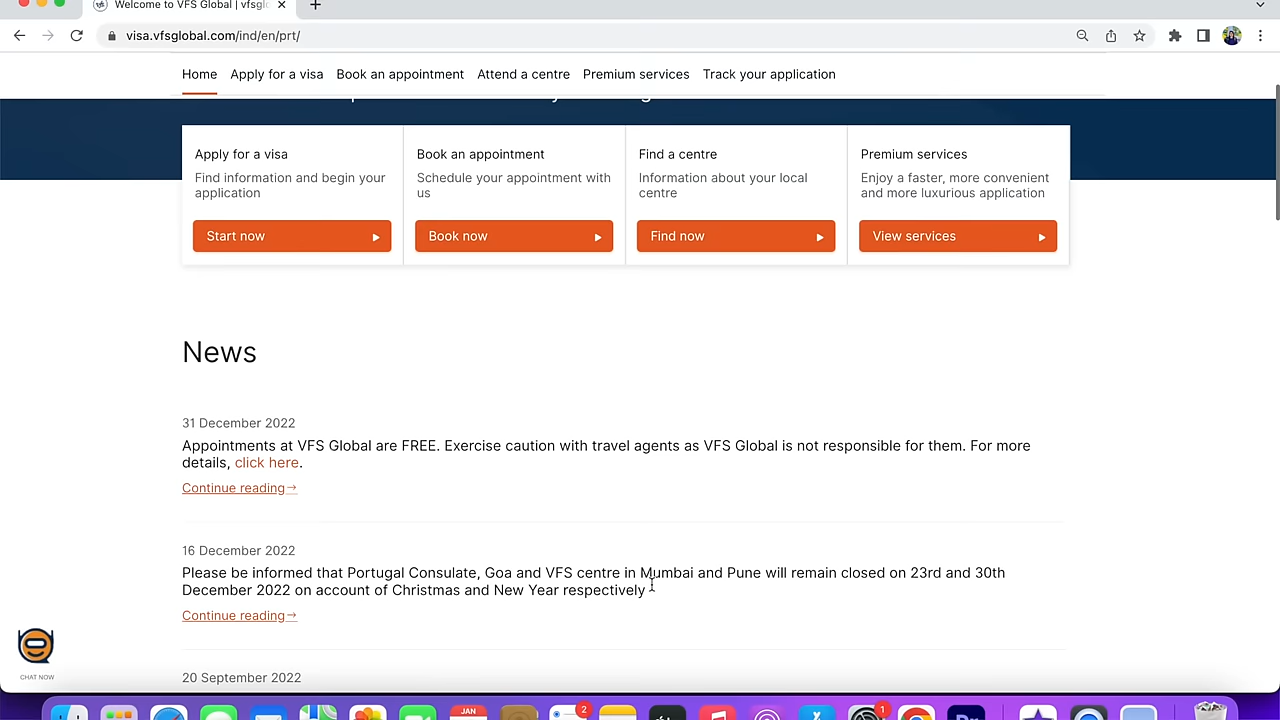 Welcome to VFS Global | vfsgl
visa.vfsglobal.com/ind/en/prt/
Home Apply for a visa Book an appointment Attend a centre Premium services Track your application
Apply for a visa
Find information and begin your
application
Start now
Book an appointment
Schedule your appointment with
us
Book now
Find a centre
Information about your local
centre
Find now
Premium services
Enjoy a faster, more convenient
and more luxurious application
View services
News
31 December 2022
Appointments at VFS Global are FREE. Exercise caution with travel agents as VFS Global is not responsible for them. For more
details, click here.
Continue reading→
16 December 2022
Please be informed that Portugal Consulate, Goa and VFS centre in Mumbai and Pune will remain closed on 23rd and 30th
December 2022 on account of Christmas and New Year respectively
Continue reading→
20 September 2022
CHAT NOW
JAN
2
1
Pr